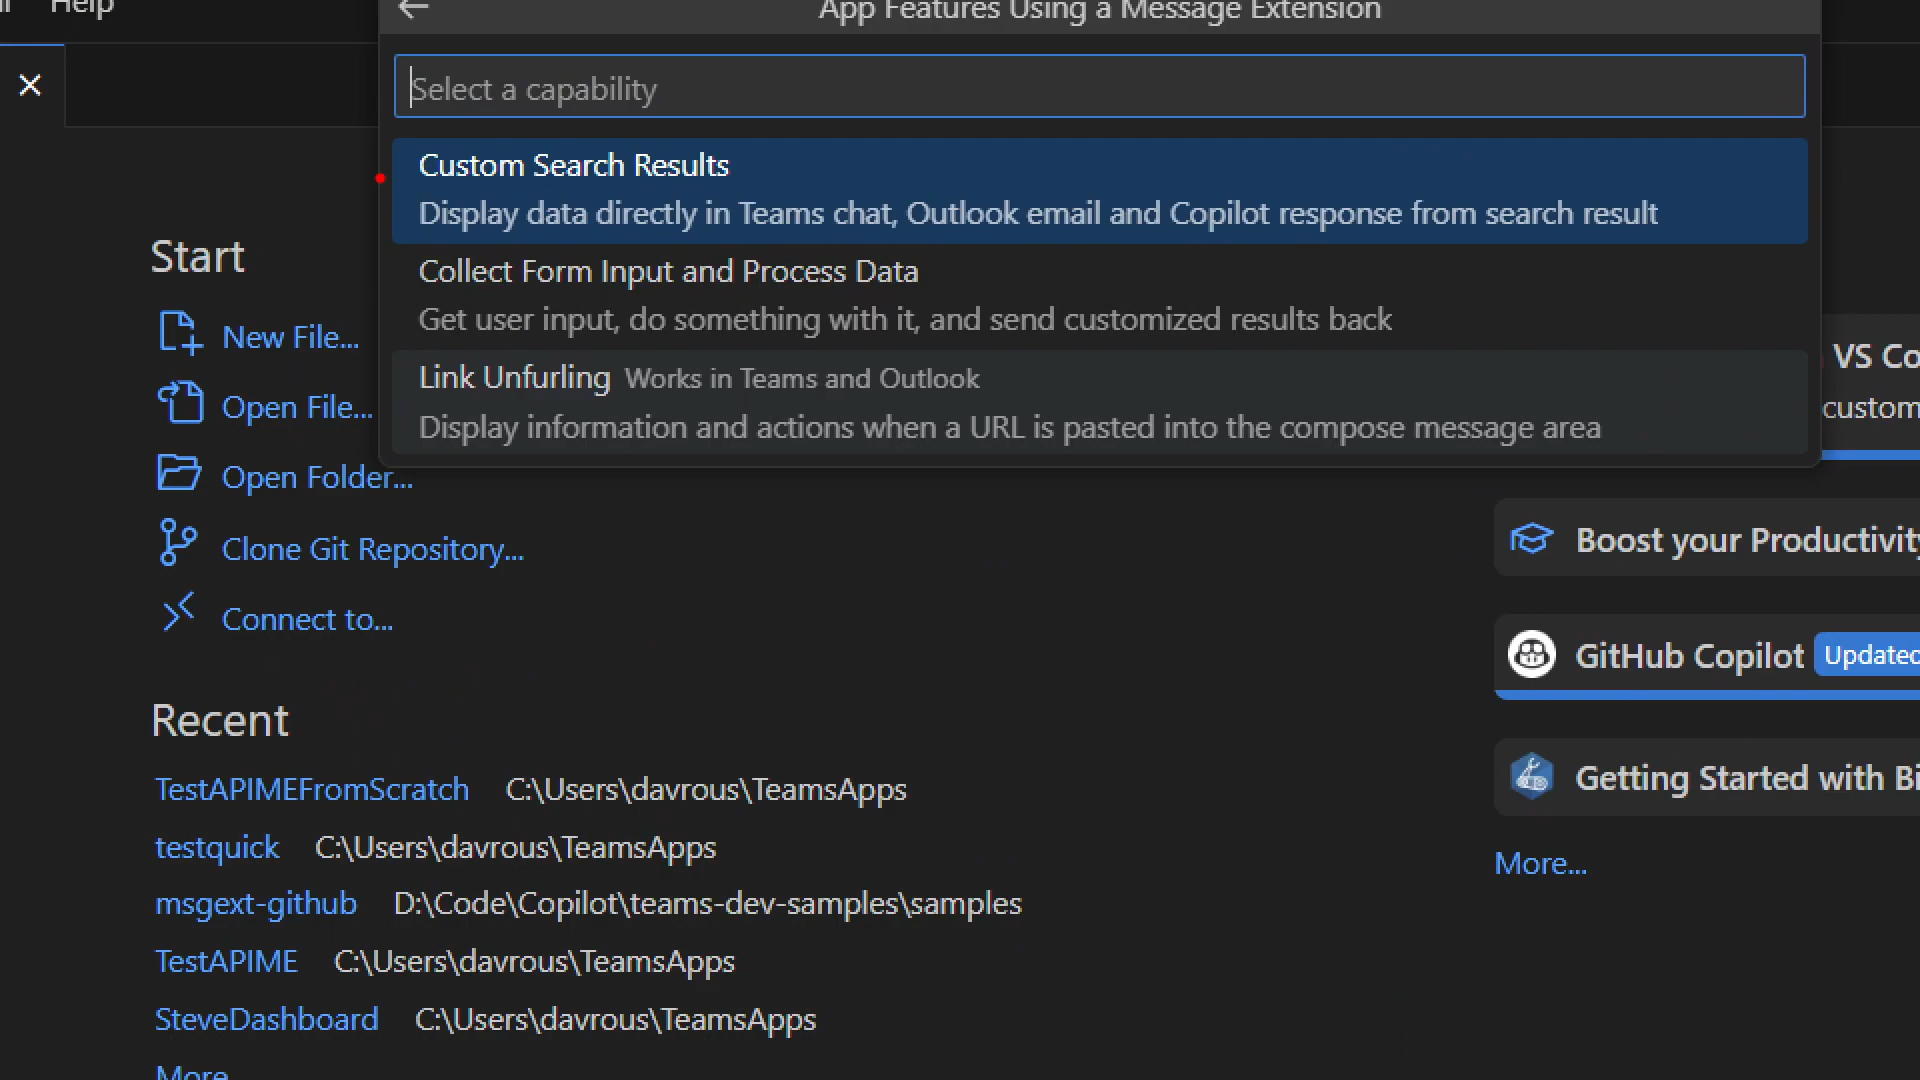 Help
App Features Using a Message Extension
Select a capability
Custom Search Results
Display data directly in Teams chat, Outlook email and Copilot response from search result
Collect Form Input and Process Data
Get user input, do something with it, and send customized results back
Link Unfurling Works in Teams and Outlook
Display information and actions when a URL is pasted into the compose message area
Start
New File...
Open File...
Open Folder...
Clone Git Repository...
Connect to...
Recent
TestAPIMEFromScratch C:\Users\davrous\TeamsApps
testquick C:\Users\davrous\TeamsApps
msgext-github D:\Code\Copilot\teams-dev-samples\samples
TestAPIME C:\Users\davrous\TeamsApps
SteveDashboard C:\Users\davrous\TeamsApps
More
VS Co
custom
Boost your Productivity
GitHub Copilot Updated
Getting Started with Bi
More...